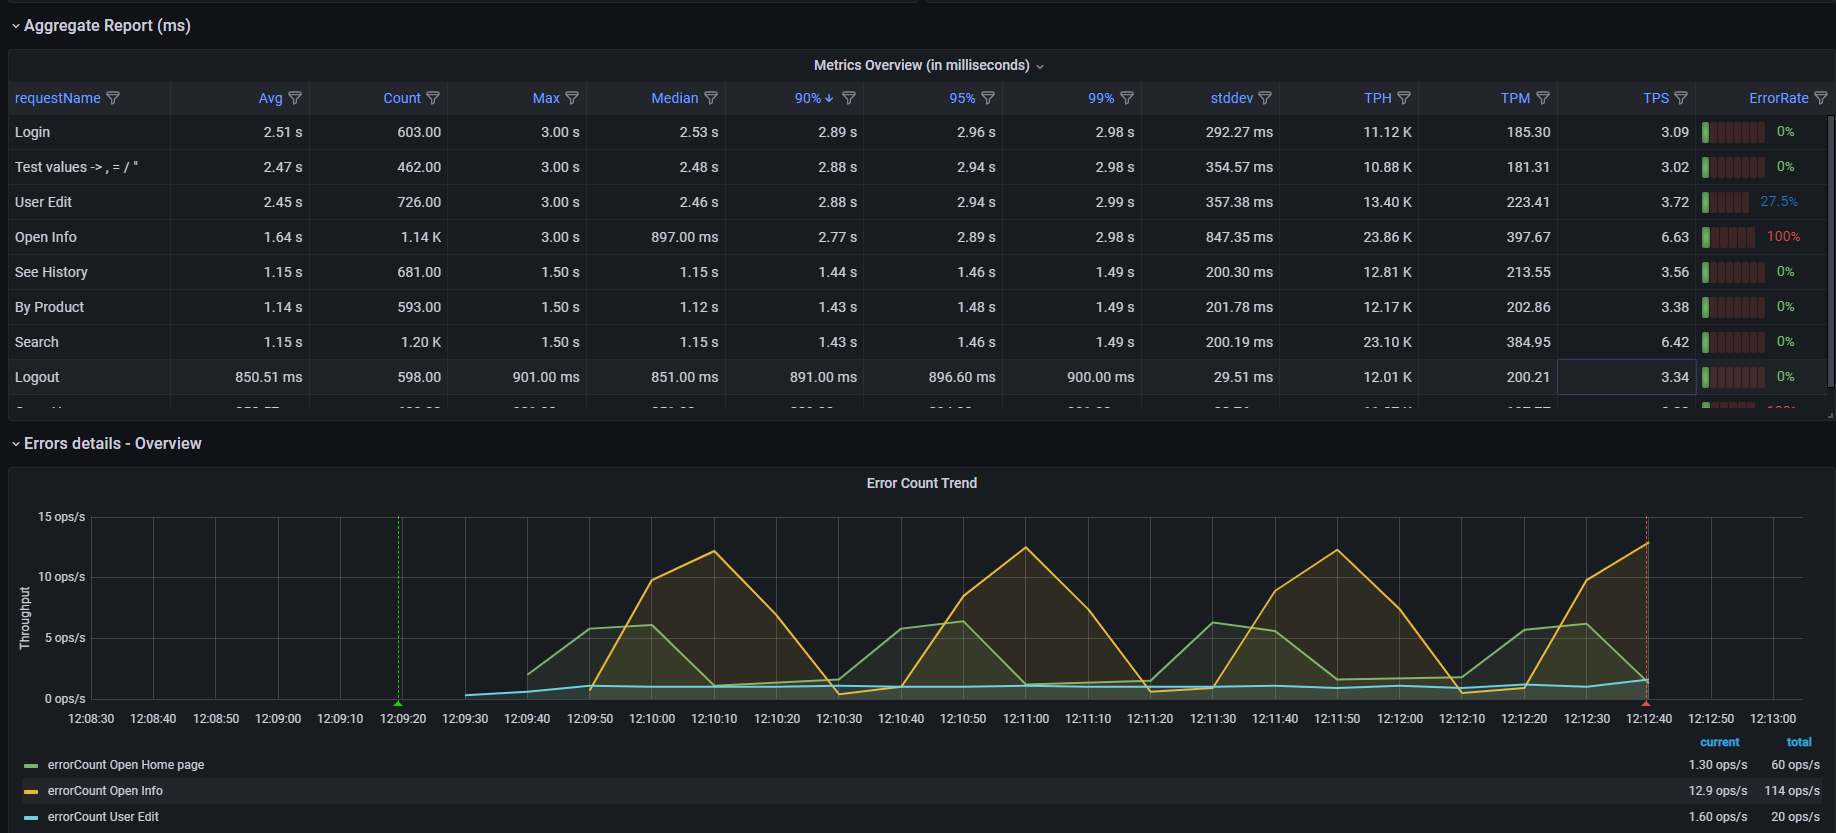 Aggregate Report (ms)
Metrics Overview (in milliseconds)
requestName Avg Count Max Median 90% ↓ 95% 99% stddev TPH TPM TPS ErrorRate
Login 2.51 s 603.00 3.00 s 2.53 s 2.89 s 2.96 s 2.98 s 292.27 ms 11.12 K 185.30 3.09 0%
Test values -> , = / " 2.47 s 462.00 3.00 s 2.48 s 2.88 s 2.94 s 2.98 s 354.57 ms 10.88 K 181.31 3.02 0%
User Edit 2.45 s 726.00 3.00 s 2.46 s 2.88 s 2.94 s 2.99 s 357.38 ms 13.40 K 223.41 3.72 27.5%
Open Info 1.64 s 1.14 K 3.00 s 897.00 ms 2.77 s 2.89 s 2.98 s 847.35 ms 23.86 K 397.67 6.63 100%
See History 1.15 s 681.00 1.50 s 1.15 s 1.44 s 1.46 s 1.49 s 200.30 ms 12.81 K 213.55 3.56 0%
By Product 1.14 s 593.00 1.50 s 1.12 s 1.43 s 1.48 s 1.49 s 201.78 ms 12.17 K 202.86 3.38 0%
Search 1.15 s 1.20 K 1.50 s 1.15 s 1.43 s 1.46 s 1.49 s 200.19 ms 23.10 K 384.95 6.42 0%
Logout 850.51 ms 598.00 901.00 ms 851.00 ms 891.00 ms 896.60 ms 900.00 ms 29.51 ms 12.01 K 200.21 3.34 0%
Errors details - Overview
Error Count Trend
Throughput
15 ops/s
10 ops/s
5 ops/s
0 ops/s
12:08:30 12:08:40 12:08:50 12:09:00 12:09:10 12:09:20 12:09:30 12:09:40 12:09:50 12:10:00 12:10:10 12:10:20 12:10:30 12:10:40 12:10:50 12:11:00 12:11:10 12:11:20 12:11:30 12:11:40 12:11:50 12:12:00 12:12:10 12:12:20 12:12:30 12:12:40 12:12:50 12:13:00
current total
errorCount Open Home page 1.30 ops/s 60 ops/s
errorCount Open Info 12.9 ops/s 114 ops/s
errorCount User Edit 1.60 ops/s 20 ops/s